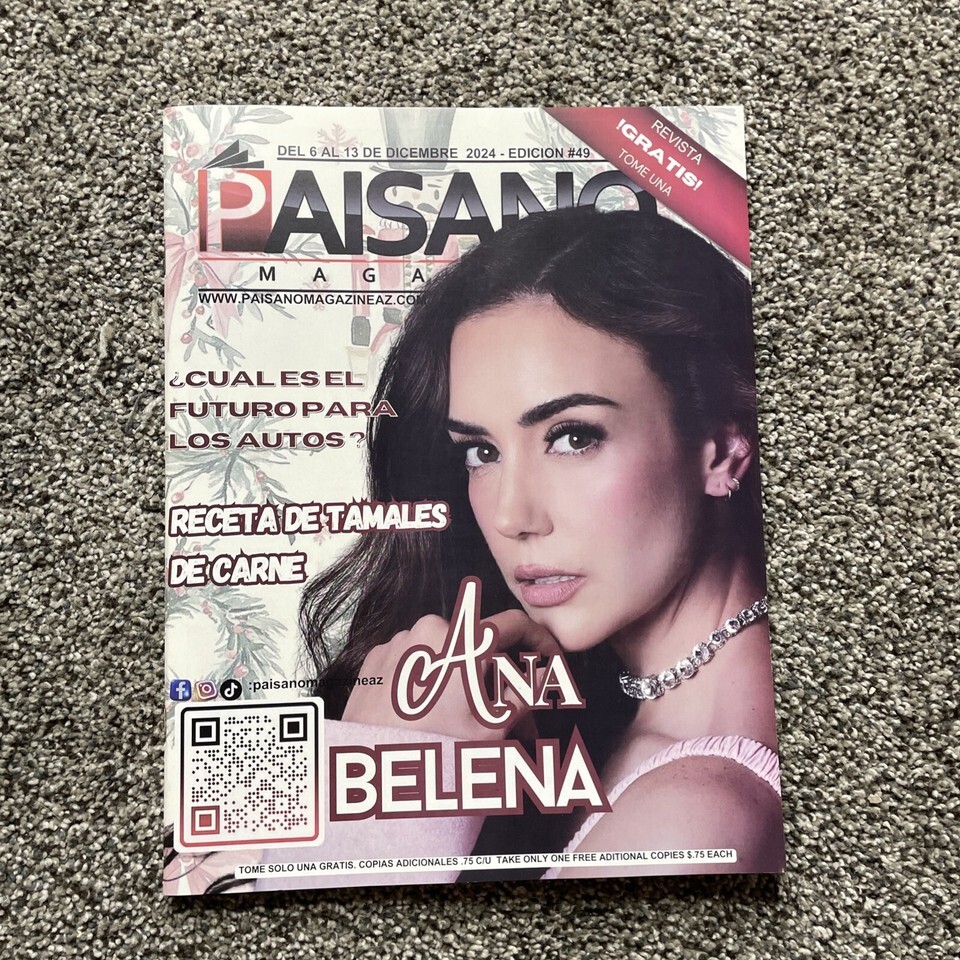 DEL 6 AL 13 DE DICEMBRE 2024 - EDICION #49
REVISTA
¡GRATIS!
TOME UNA
PAISANO
MAGA
WWW.PAISANOMAGAZINEAZ.COM
¿CUAL ES EL
FUTURO PARA
LOS AUTOS ?
RECETA DE TAMALES
DE CARNE
ANA
BELENA
:paisanomagazineaz
TOME SOLO UNA GRATIS. COPIAS ADICIONALES .75 C/U TAKE ONLY ONE FREE ADITIONAL COPIES $.75 EACH